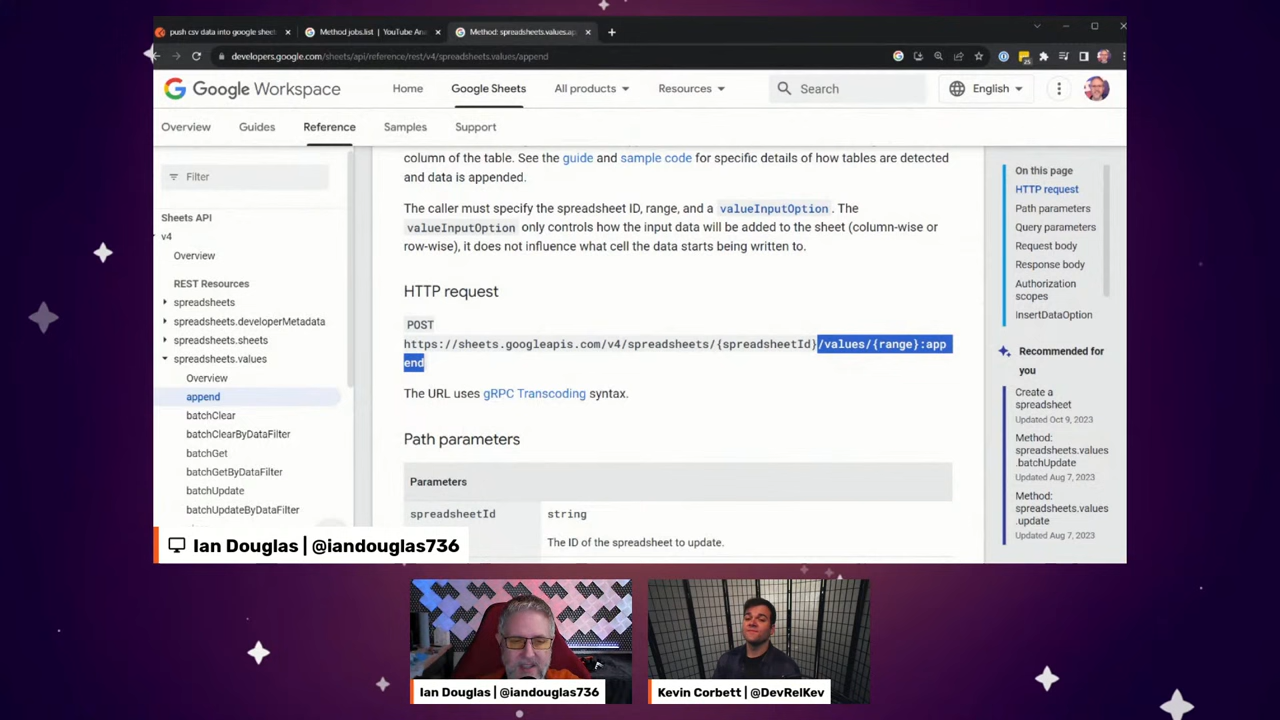 push csv data into google sheet
Method jobs.list | YouTube An
Method: spreadsheets.values.ap
developers.google.com/sheets/api/reference/rest/v4/spreadsheets.values/append
Google Workspace
Home
Google Sheets
All products
Resources
Search
English
Overview
Guides
Reference
Samples
Support
Filter
Sheets API
v4
Overview
REST Resources
spreadsheets
spreadsheets.developerMetadata
spreadsheets.sheets
spreadsheets.values
Overview
append
batchClear
batchClearByDataFilter
batchGet
batchGetByDataFilter
batchUpdate
batchUpdateByDataFilter
column of the table. See the guide and sample code for specific details of how tables are detected
and data is appended.
The caller must specify the spreadsheet ID, range, and a valueInputOption. The
valueInputOption only controls how the input data will be added to the sheet (column-wise or
row-wise), it does not influence what cell the data starts being written to.
HTTP request
POST
https://sheets.googleapis.com/v4/spreadsheets/{spreadsheetId}/values/{range}:app
end
The URL uses gRPC Transcoding syntax.
Path parameters
Parameters
spreadsheetId
string
The ID of the spreadsheet to update.
On this page
HTTP request
Path parameters
Query parameters
Request body
Response body
Authorization
scopes
InsertDataOption
Recommended for
you
Create a
spreadsheet
Updated Oct 9, 2023
Method:
spreadsheets.values
.batchUpdate
Updated Aug 7, 2023
Method:
spreadsheets.values
.update
Updated Aug 7, 2023
Ian Douglas | @iandouglas736
Ian Douglas | @iandouglas736
Kevin Corbett | @DevRelKev